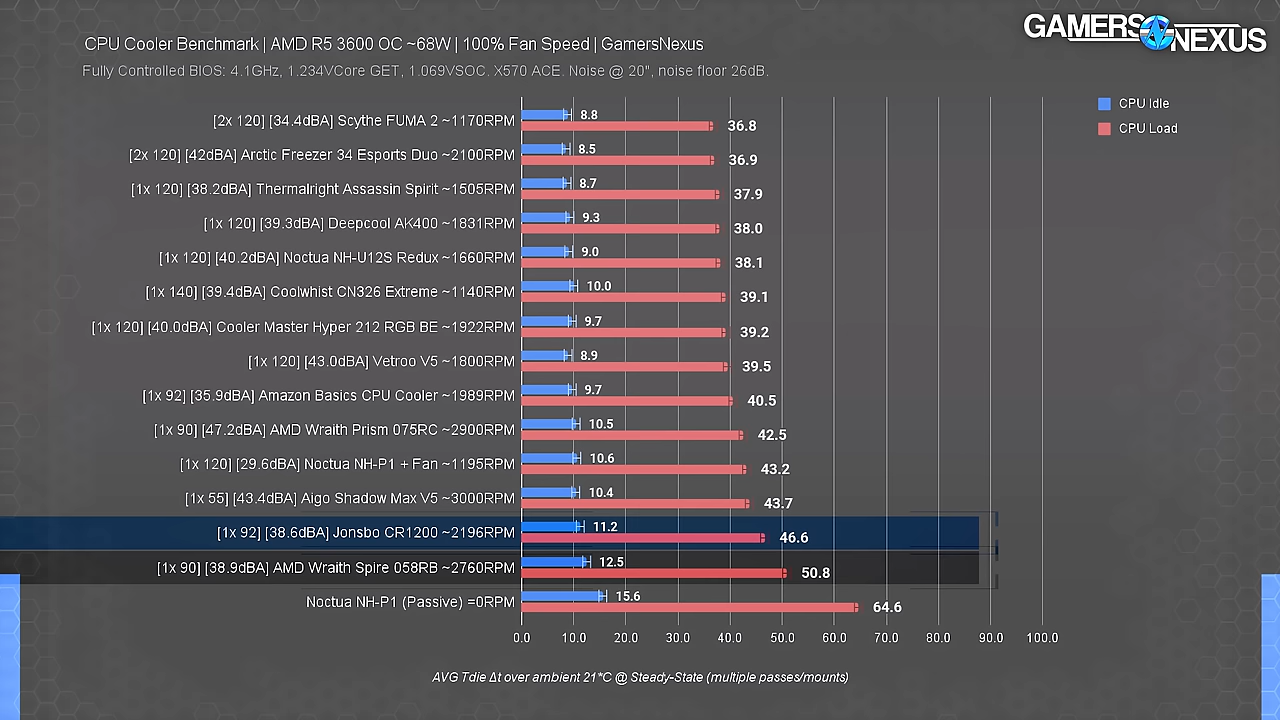 GAMERS NEXUS
CPU Cooler Benchmark | AMD R5 3600 OC ~68W | 100% Fan Speed | GamersNexus
Fully Controlled BIOS: 4.1GHz, 1.234VCore GET, 1.069VSOC. X570 ACE. Noise @ 20", noise floor 26dB.
CPU Idle
CPU Load
[2x 120] [34.4dBA] Scythe FUMA 2 ~1170RPM 8.8 36.8
[2x 120] [42dBA] Arctic Freezer 34 Esports Duo ~2100RPM 8.5 36.9
[1x 120] [38.2dBA] Thermalright Assassin Spirit ~1505RPM 8.7 37.9
[1x 120] [39.3dBA] Deepcool AK400 ~1831RPM 9.3 38.0
[1x 120] [40.2dBA] Noctua NH-U12S Redux ~1660RPM 9.0 38.1
[1x 140] [39.4dBA] Coolwhist CN326 Extreme ~1140RPM 10.0 39.1
[1x 120] [40.0dBA] Cooler Master Hyper 212 RGB BE ~1922RPM 9.7 39.2
[1x 120] [43.0dBA] Vetroo V5 ~1800RPM 8.9 39.5
[1x 92] [35.9dBA] Amazon Basics CPU Cooler ~1989RPM 9.7 40.5
[1x 90] [47.2dBA] AMD Wraith Prism 075RC ~2900RPM 10.5 42.5
[1x 120] [29.6dBA] Noctua NH-P1 + Fan ~1195RPM 10.6 43.2
[1x 55] [43.4dBA] Aigo Shadow Max V5 ~3000RPM 10.4 43.7
[1x 92] [38.6dBA] Jonsbo CR1200 ~2196RPM 11.2 46.6
[1x 90] [38.9dBA] AMD Wraith Spire 058RB ~2760RPM 12.5 50.8
Noctua NH-P1 (Passive) =0RPM 15.6 64.6
0.0 10.0 20.0 30.0 40.0 50.0 60.0 70.0 80.0 90.0 100.0
AVG Tdie Δt over ambient 21*C @ Steady-State (multiple passes/mounts)